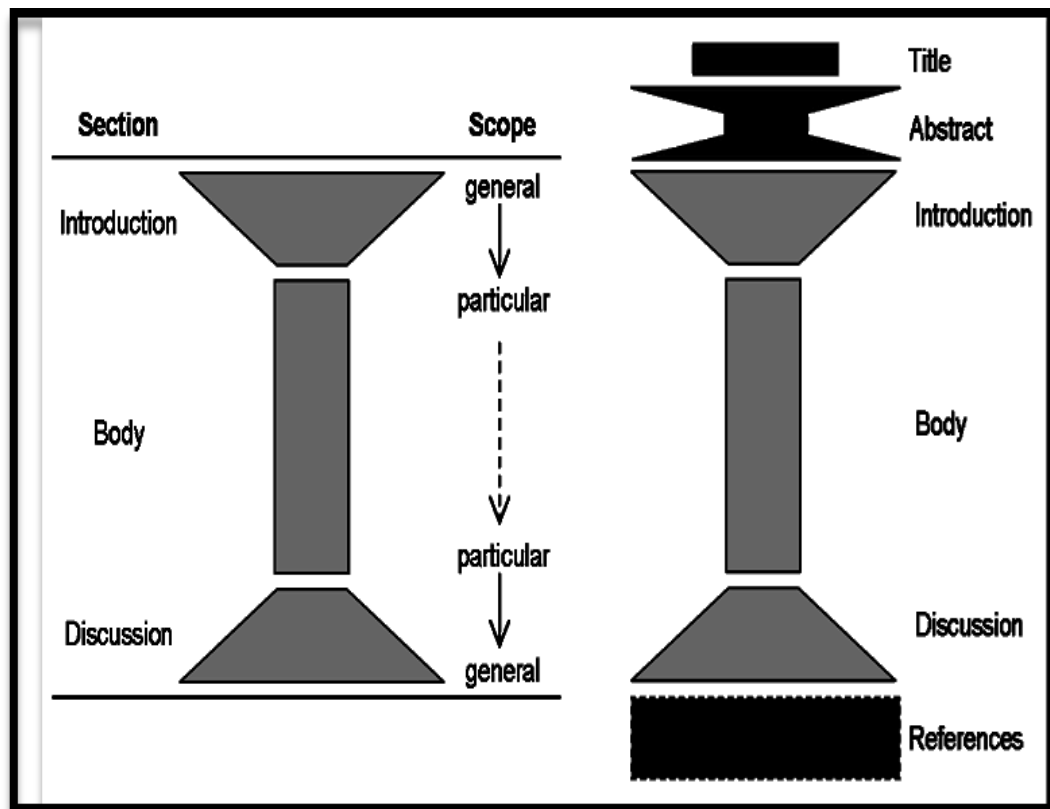 Section Scope
Introduction
general
particular
Body
particular
Discussion
general
Title
Abstract
Introduction
Body
Discussion
References